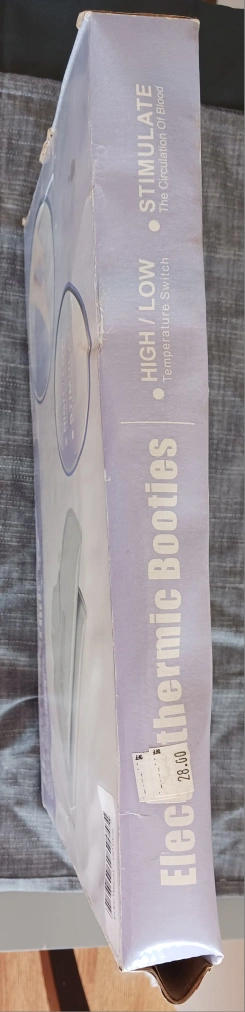 Elec thermic Booties
• HIGH / LOW
Temperature Switch
• STIMULATE
The Circulation Of Blood
28.00